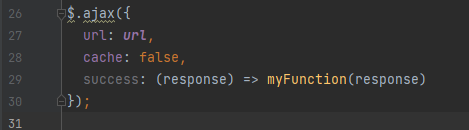 26 $.ajax({
27 url: url,
28 cache: false,
29 success: (response) => myFunction(response)
30 });
31